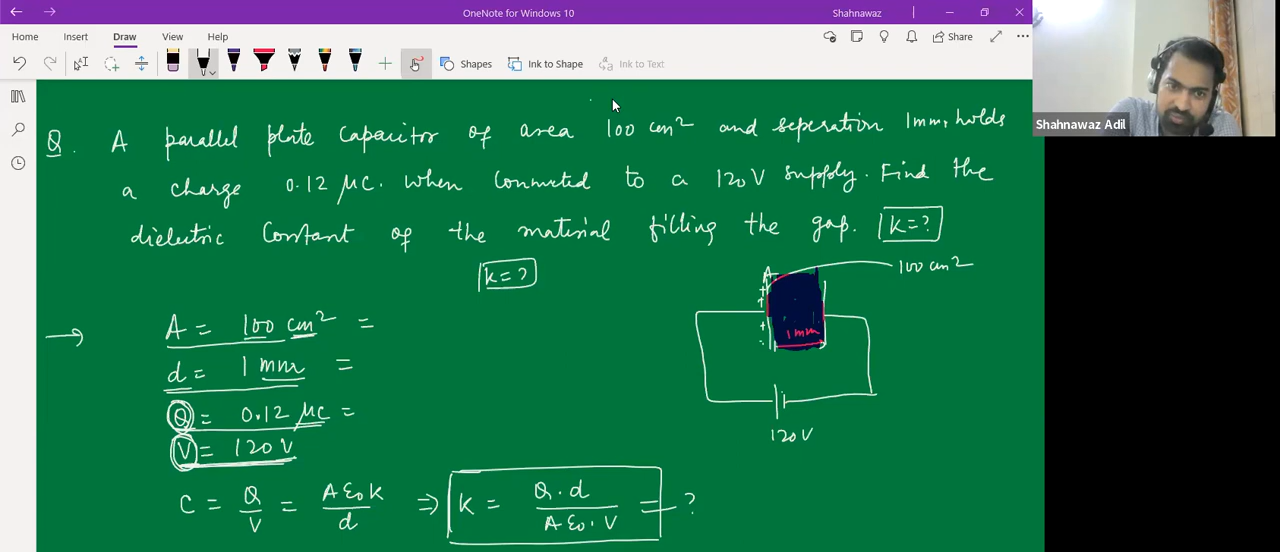 OneNote for Windows 10
Shahnawaz
Home Insert Draw View Help
Share
Shapes Ink to Shape Ink to Text
Shahnawaz Adil
Q. A parallel plate capacitor of area 100 cm² and seperation 1mm, holds
a charge 0.12 μC. when connected to a 120 V supply. Find the
dielectric constant of the material filling the gap. k=?
k=?
A
100 cm²
1 mm
120 V
→ A = 100 cm² =
d = 1 mm =
Q = 0.12 μC =
V = 120 V
C = Q/V = Aε₀k/d ⇒ k = Q·d/Aε₀·V = ?